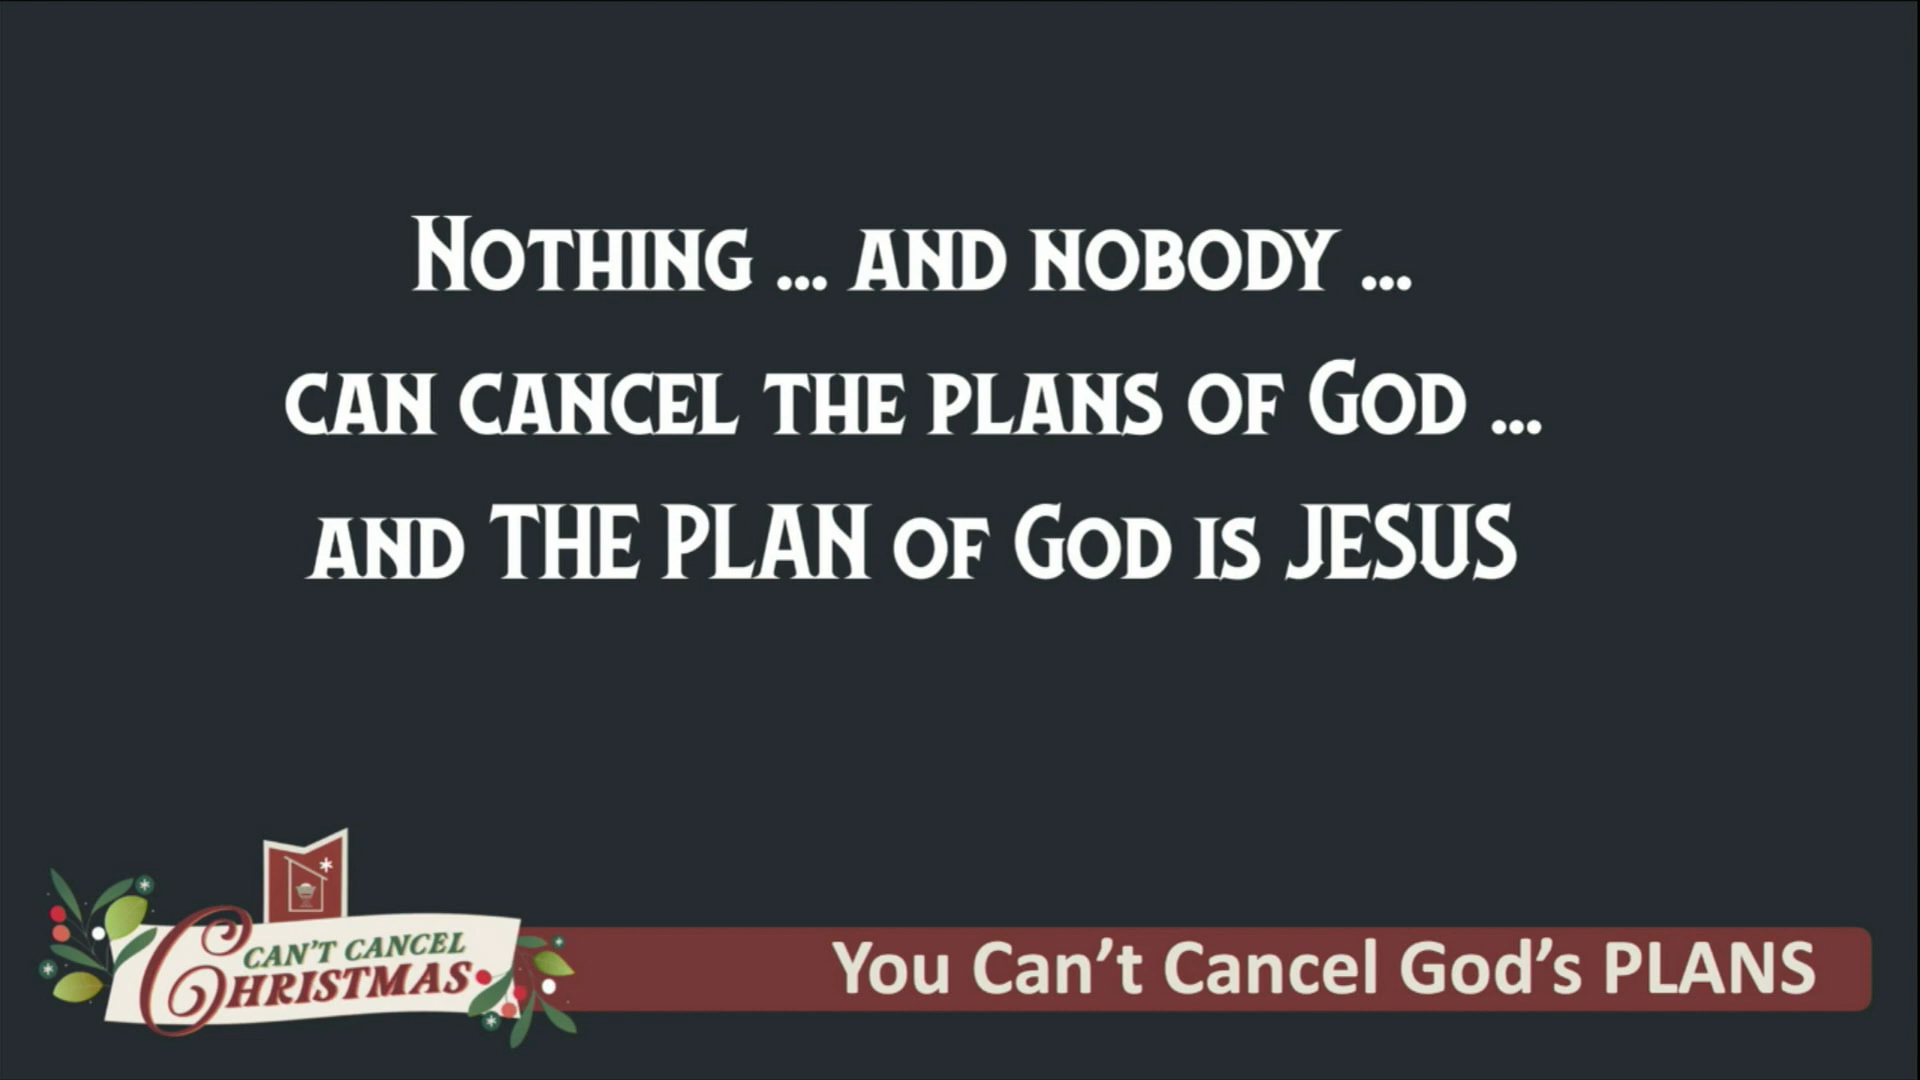 Nothing ... and nobody ...
can cancel the plans of God ...
and THE PLAN of God is JESUS
CAN'T CANCEL
CHRISTMAS
You Can't Cancel God's PLANS